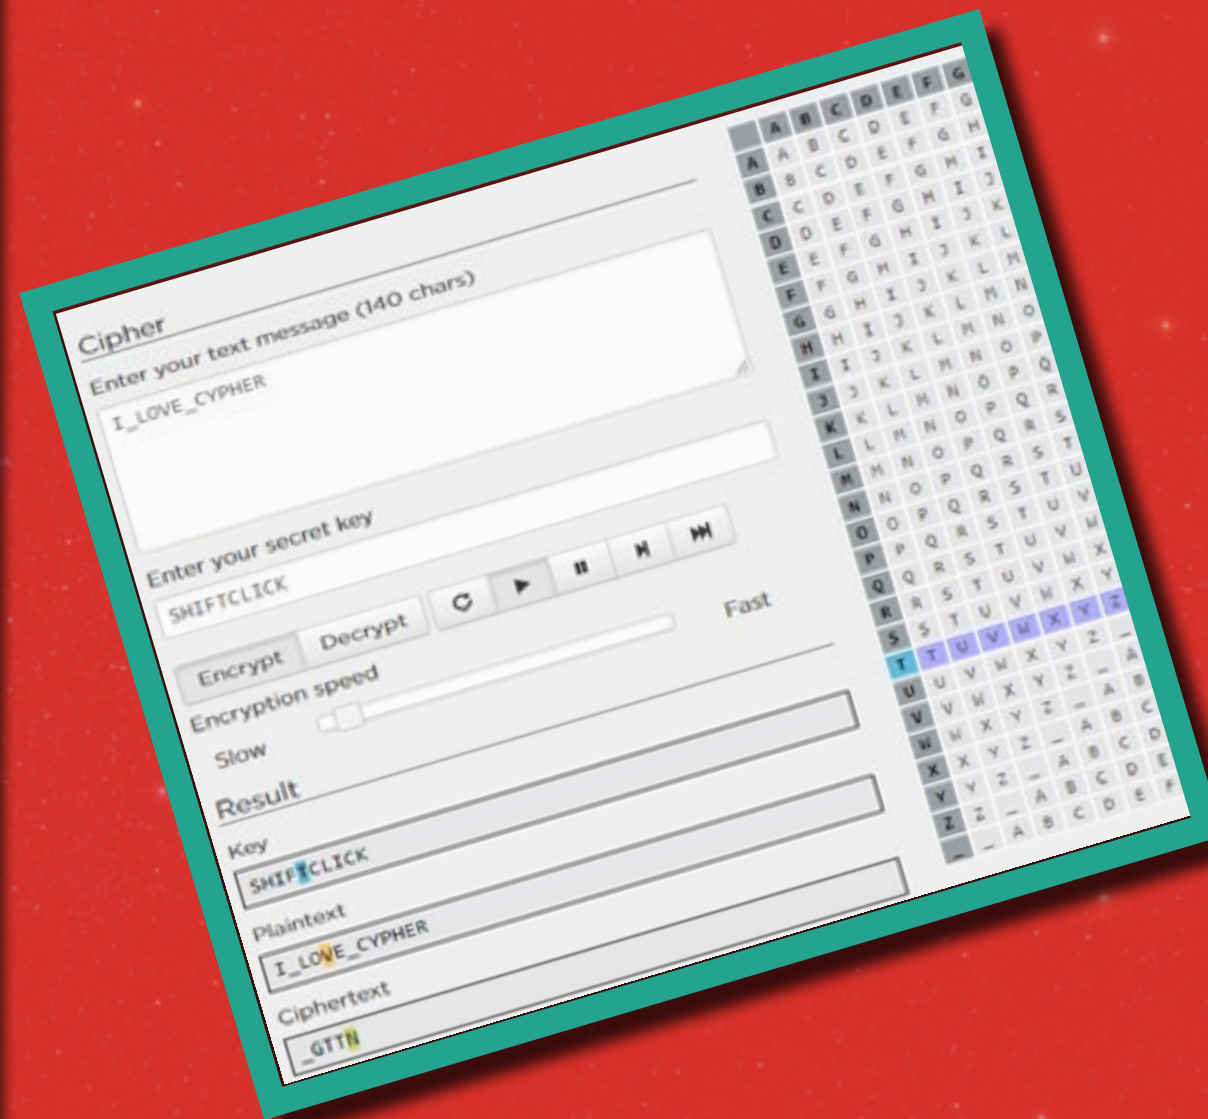 Cipher
Enter your text message (140 chars)
I_LOVE_CYPHER
Enter your secret key
SHIFTCLICK
Encrypt Decrypt
Encryption speed
Slow Fast
Result
Key
SHIFTCLICK
Plaintext
I_LOVE_CYPHER
Ciphertext
_GTTN
A B C D E F G
A A B C D E F G
B B C D E F G H
C C D E F G H I
D D E F G H I J
E E F G H I J K
F F G H I J K L
G G H I J K L M
H H I J K L M N
I I J K L M N O
J J K L M N O P
K K L M N O P Q
L L M N O P Q R
M M N O P Q R S
N N O P Q R S T
O O P Q R S T U
P P Q R S T U V
Q Q R S T U V W
R R S T U V W X
S S T U V W X Y
T T U V W X Y Z
U U V W X Y Z _
V V W X Y Z _ A
W W X Y Z _ A B
X X Y Z _ A B C
Y Y Z _ A B C D
Z Z _ A B C D E
_ _ A B C D E F